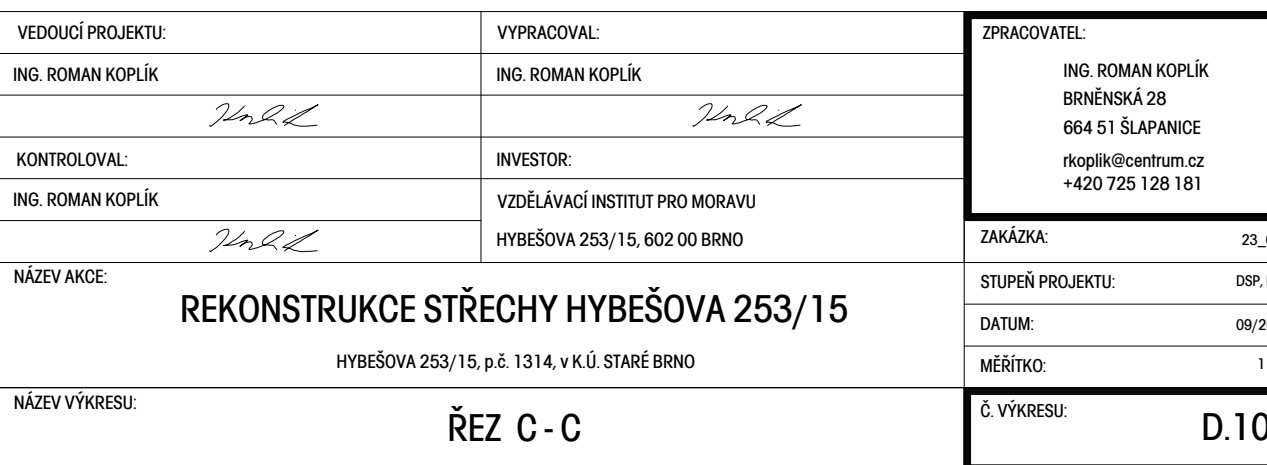 VEDOUCÍ PROJEKTU:
ING. ROMAN KOPLÍK
VYPRACOVAL:
ING. ROMAN KOPLÍK
ZPRACOVATEL:
ING. ROMAN KOPLÍK
BRNĚNSKÁ 28
664 51 ŠLAPANICE
rkoplik@centrum.cz
+420 725 128 181
KONTROLOVAL:
ING. ROMAN KOPLÍK
INVESTOR:
VZDĚLÁVACÍ INSTITUT PRO MORAVU
HYBEŠOVA 253/15, 602 00 BRNO
ZAKÁZKA:
STUPEŇ PROJEKTU: DSP,
DATUM:
MĚŘÍTKO: 1
NÁZEV AKCE:
REKONSTRUKCE STŘECHY HYBEŠOVA 253/15
HYBEŠOVA 253/15, p.č. 1314, v K.Ú. STARÉ BRNO
NÁZEV VÝKRESU:
ŘEZ C - C
Č. VÝKRESU:
D.10